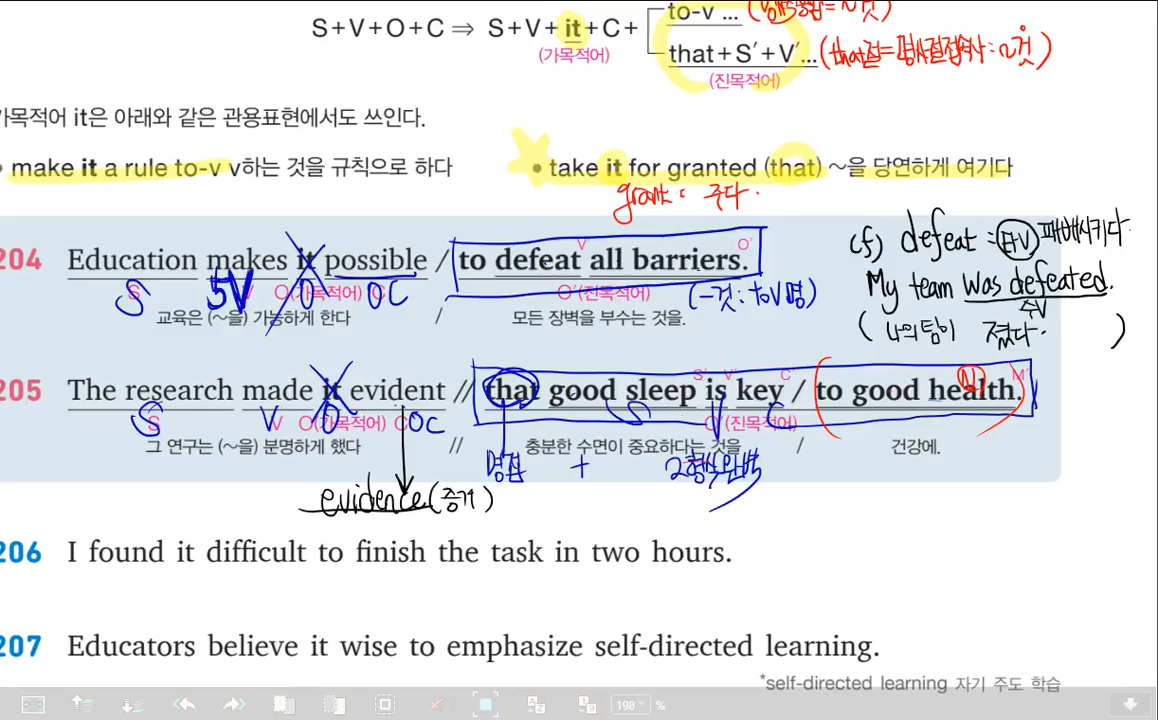 to-v ...
S+V+O+C ⇒ S+V+it+C+
(가목적어)
that+S′+V′... (that절=명사절접속사:~것)
(진목적어)
가목적어 it은 아래와 같은 관용표현에서도 쓰인다.
• make it a rule to-v v하는 것을 규칙으로 하다
• take it for granted (that) ~을 당연하게 여기다
grant: 주다.
(cf) defeat : 타V 패배시키다
My team was defeated.
수V
(나의 팀이 졌다. )
204 Education makes it possible / to defeat all barriers.
V′ O′
S 5V V O(가목적어) C O OC O′(진목적어) (-것: toV명)
교육은 (~을) 가능하게 한다 / 모든 장벽을 부수는 것을.
205 The research made it evident // that good sleep is key / to good health.
S′ V′ C′ N M′
S V O(가목적어) C O OC S V C O′(진목적어)
그 연구는 (~을) 분명하게 했다 // 충분한 수면이 중요하다는 것을 / 건강에.
명접 + 2형식완벽
evidence(증거)
206 I found it difficult to finish the task in two hours.
207 Educators believe it wise to emphasize self-directed learning.
*self-directed learning 자기 주도 학습
198 %